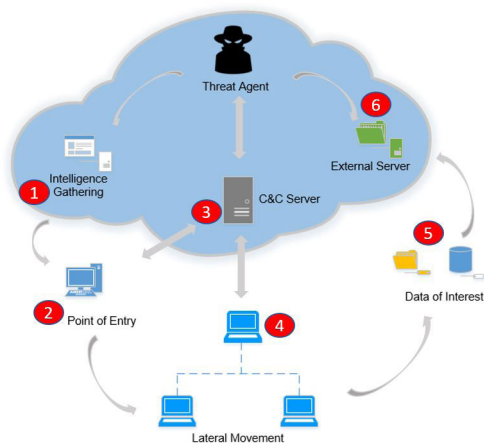 Threat Agent
6
External Server
Intelligence
Gathering
1
C&C Server
3
5
Data of Interest
2
Point of Entry
4
Lateral Movement